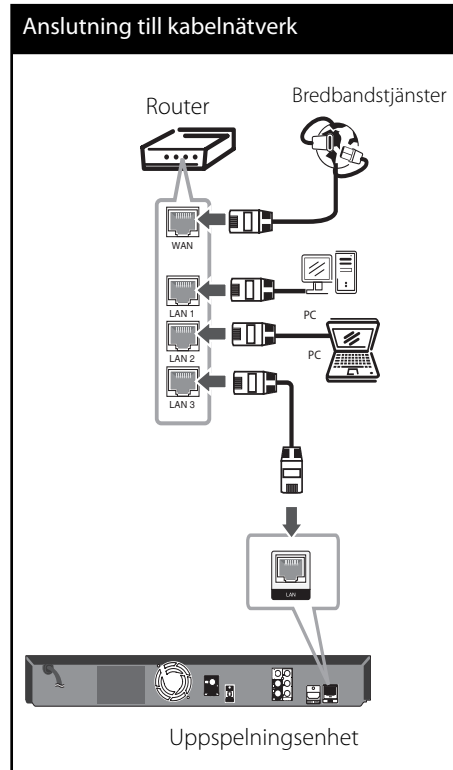 Anslutning till kabelnätverk
Router
Bredbandstjänster
WAN
LAN 1
PC
LAN 2
PC
LAN 3
LAN
Uppspelningsenhet